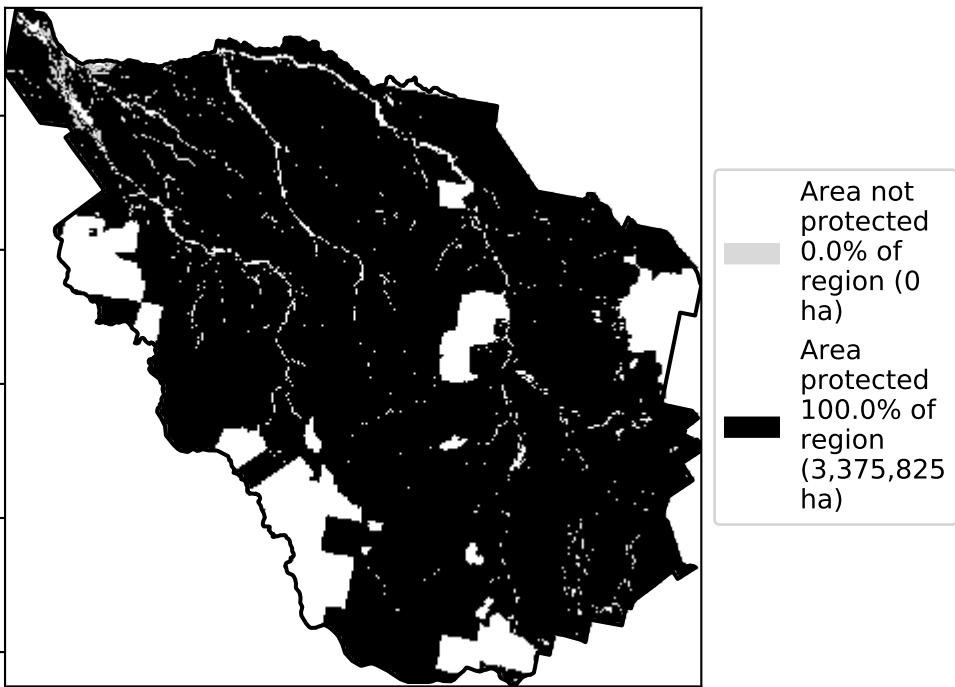 Area not
protected
0.0% of
region (0
ha)
Area
protected
100.0% of
region
(3,375,825
ha)